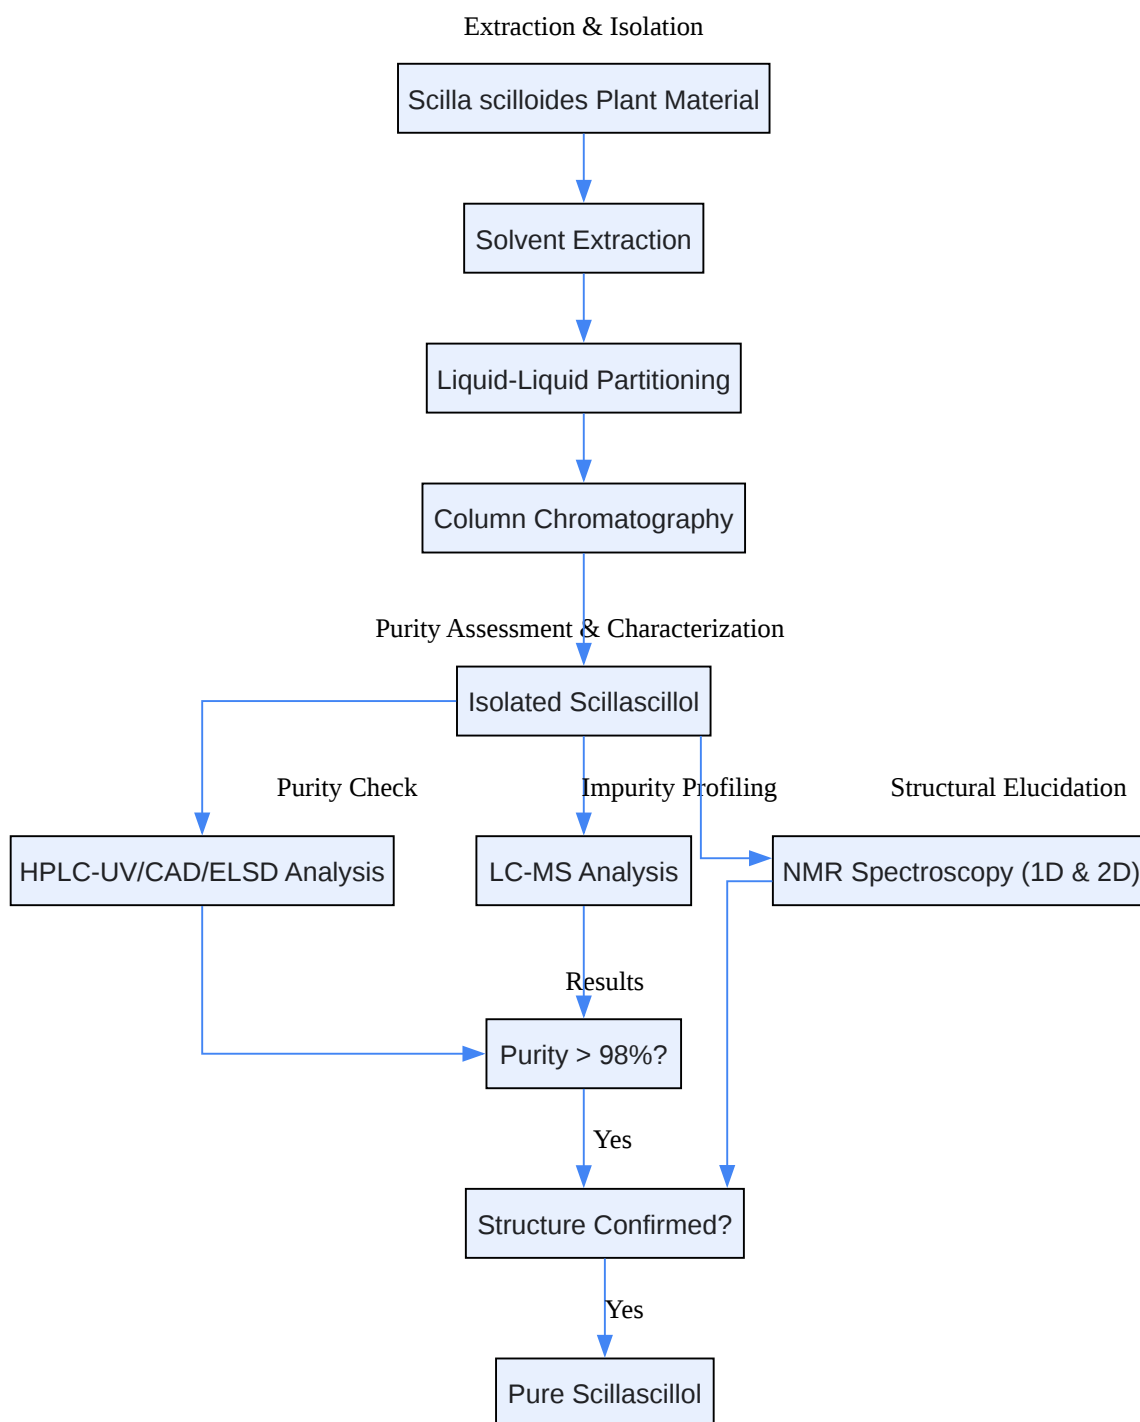 Extraction & Isolation
Scilla scilloides Plant Material
Solvent Extraction
Liquid-Liquid Partitioning
Column Chromatography
Purity Assessment & Characterization
Isolated Scillascillol
Purity Check
Impurity Profiling
Structural Elucidation
HPLC-UV/CAD/ELSD Analysis
LC-MS Analysis
NMR Spectroscopy (1D & 2D)
Results
Purity > 98%?
Yes
Structure Confirmed?
Yes
Pure Scillascillol